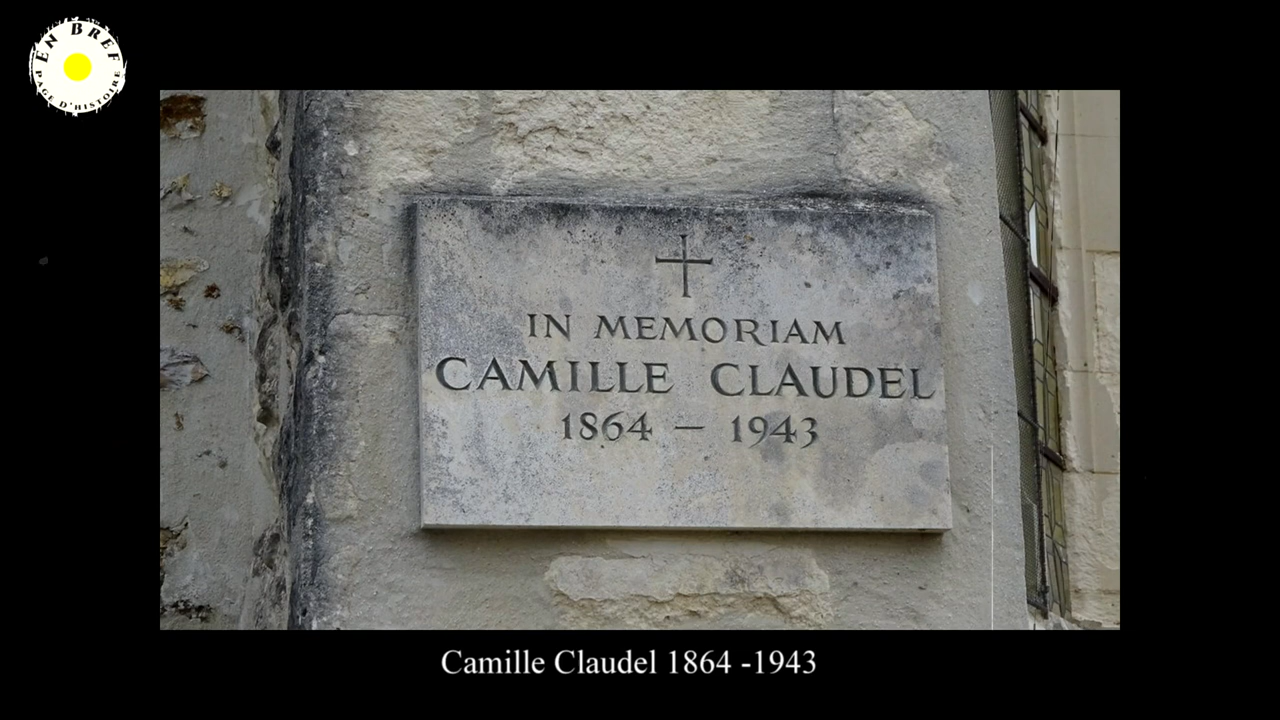 EN BREF
PAGE D'HISTOIRE
IN MEMORIAM
CAMILLE CLAUDEL
1864 – 1943
Camille Claudel 1864 -1943